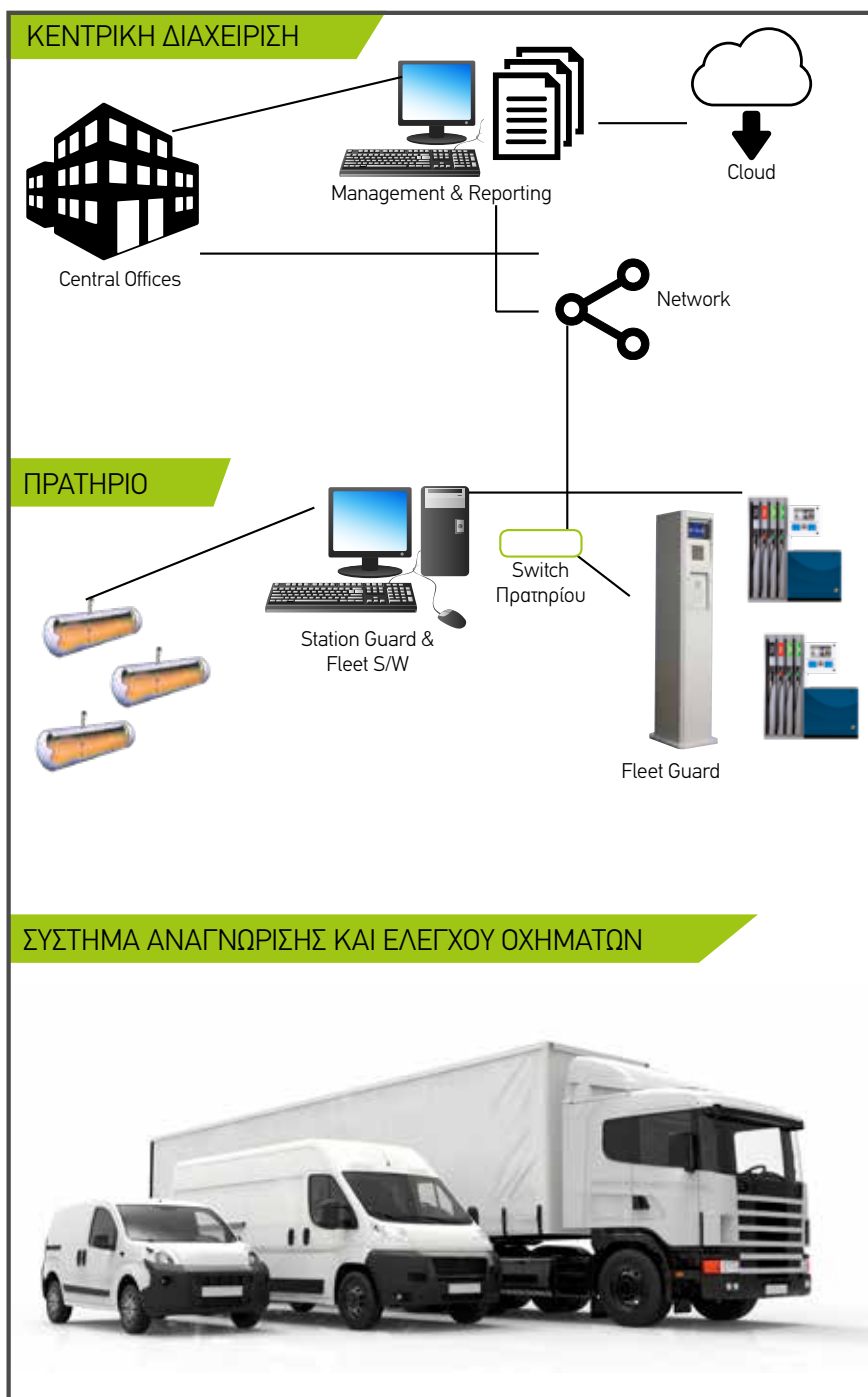 ΚΕΝΤΡΙΚΗ ΔΙΑΧΕΙΡΙΣΗ
Management & Reporting
Cloud
Central Offices
Network
ΠΡΑΤΗΡΙΟ
Switch
Πρατηρίου
Station Guard &
Fleet S/W
Fleet Guard
ΣΥΣΤΗΜΑ ΑΝΑΓΝΩΡΙΣΗΣ ΚΑΙ ΕΛΕΓΧΟΥ ΟΧΗΜΑΤΩΝ